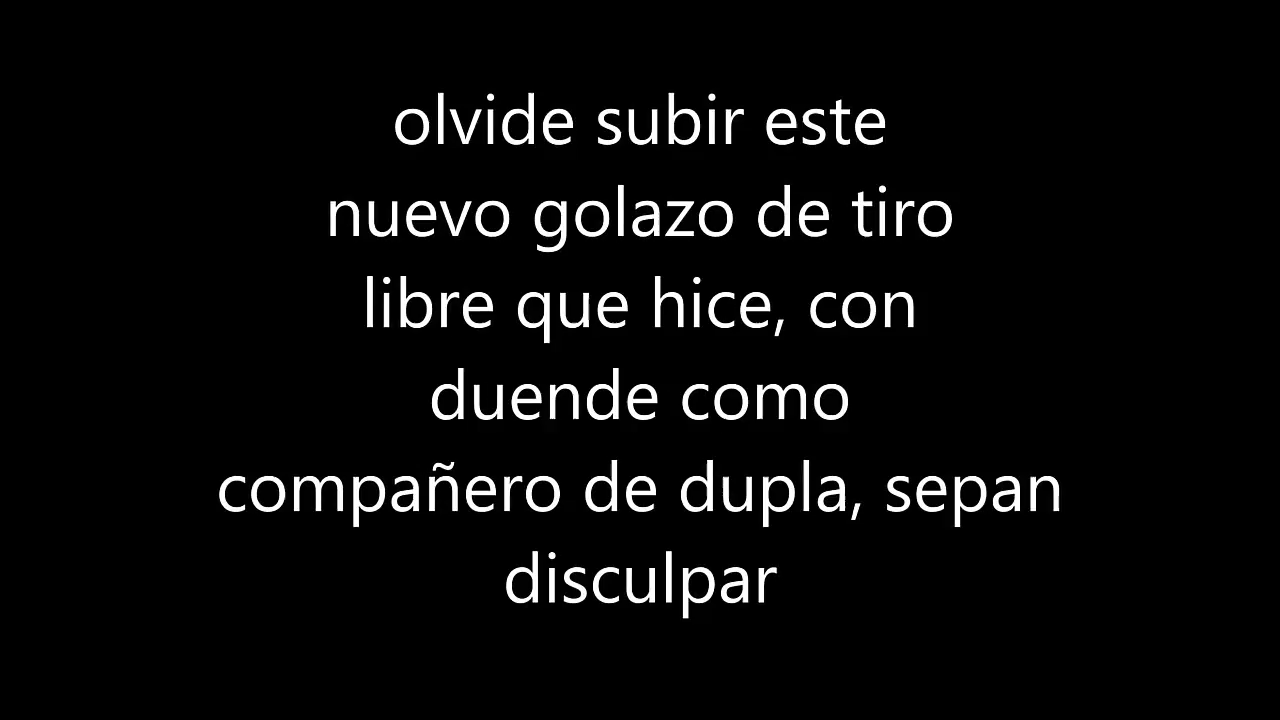 olvide subir este
nuevo golazo de tiro
libre que hice, con
duende como
compañero de dupla, sepan
disculpar